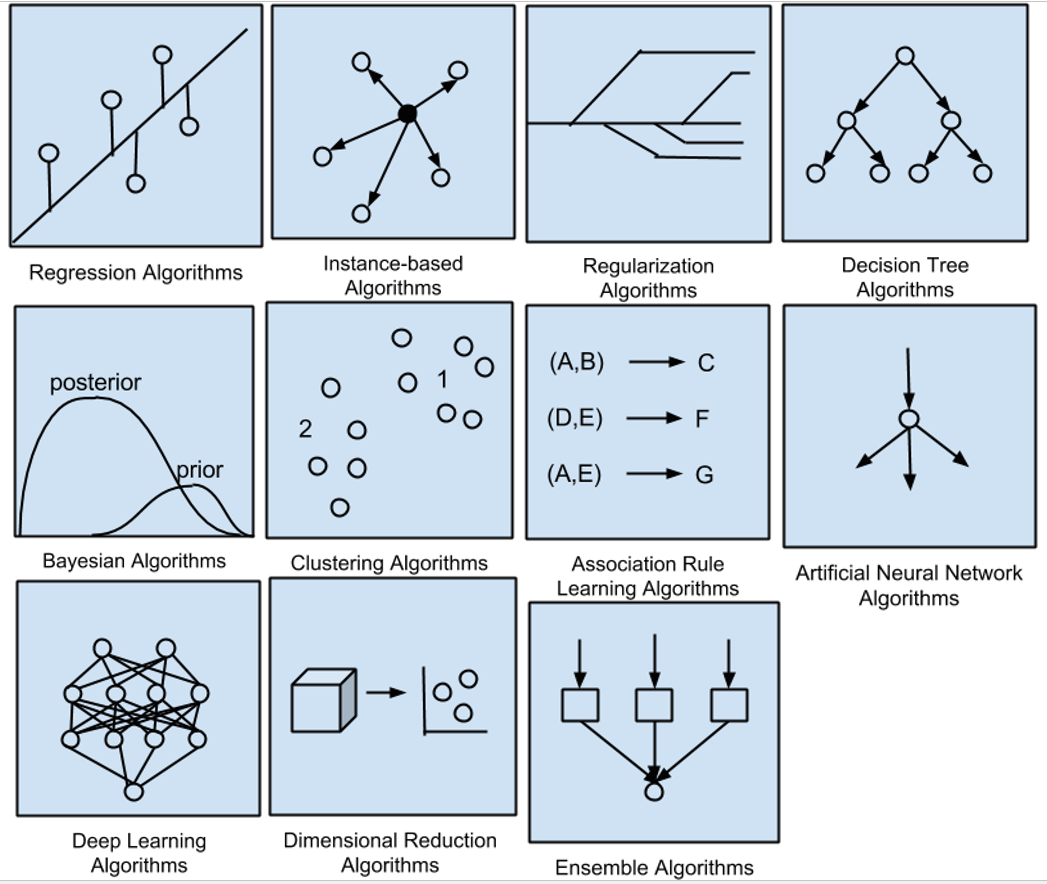 Regression Algorithms
Instance-based
Algorithms
Regularization
Algorithms
Decision Tree
Algorithms
posterior
prior
Bayesian Algorithms
1
2
Clustering Algorithms
(A,B) C
(D,E) F
(A,E) G
Association Rule
Learning Algorithms
Artificial Neural Network
Algorithms
Deep Learning
Algorithms
Dimensional Reduction
Algorithms
Ensemble Algorithms